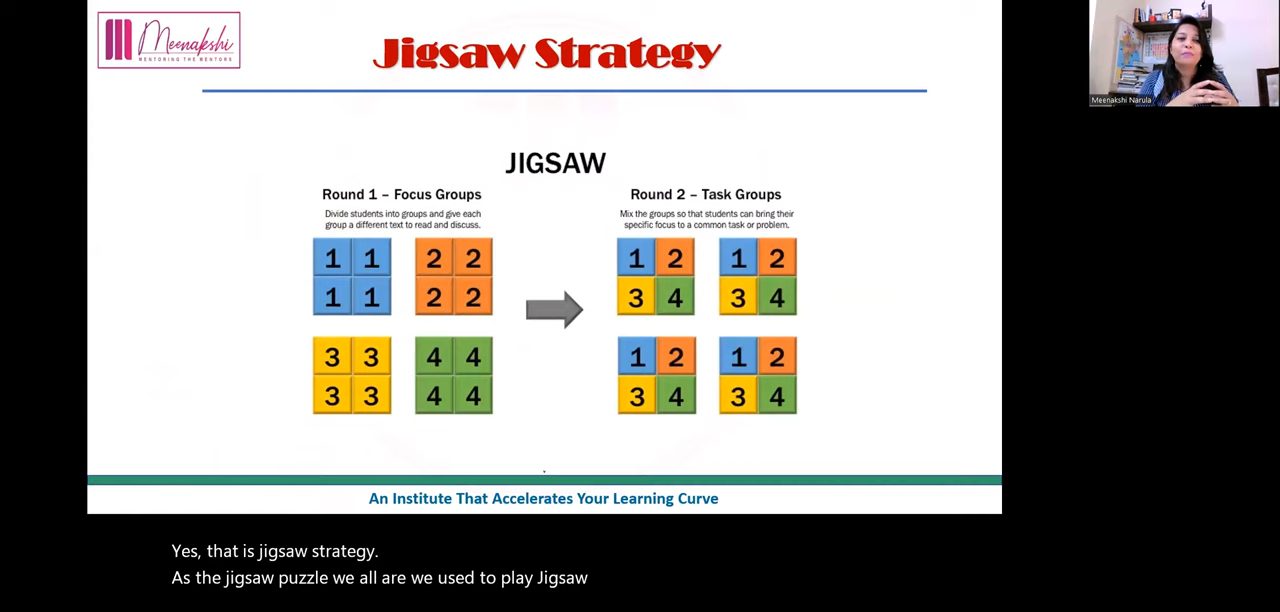 Meenakshi
MENTORING THE MENTORS
Jigsaw Strategy
Meenakshi Narula
JIGSAW
Round 1 – Focus Groups
Divide students into groups and give each
group a different text to read and discuss.
1 1 2 2
1 1 2 2
3 3 4 4
3 3 4 4
Round 2 – Task Groups
Mix the groups so that students can bring their
specific focus to a common task or problem.
1 2 1 2
3 4 3 4
1 2 1 2
3 4 3 4
An Institute That Accelerates Your Learning Curve
Yes, that is jigsaw strategy.
As the jigsaw puzzle we all are we used to play Jigsaw